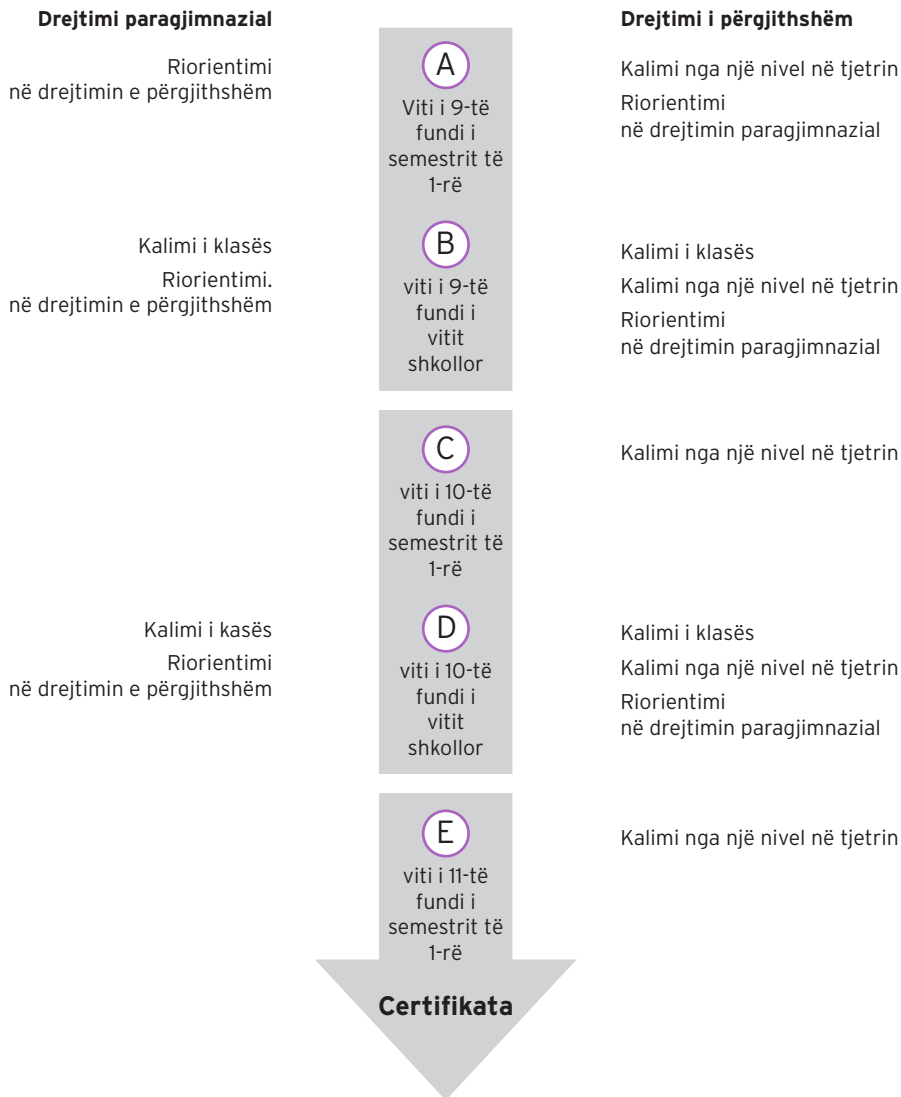 Drejtimi paragjimnazial
Drejtimi i përgjithshëm
Riorientimi
në drejtimin e përgjithshëm
A
Viti i 9-të
fundi i
semestrit të
1-rë
Kalimi nga një nivel në tjetrin
Riorientimi
në drejtimin paragjimnazial
Kalimi i klasës
Riorientimi.
në drejtimin e përgjithshëm
B
viti i 9-të
fundi i
vitit
shkollor
Kalimi i klasës
Kalimi nga një nivel në tjetrin
Riorientimi
në drejtimin paragjimnazial
C
viti i 10-të
fundi i
semestrit të
1-rë
Kalimi nga një nivel në tjetrin
Kalimi i kasës
Riorientimi
në drejtimin e përgjithshëm
D
viti i 10-të
fundi i
vitit
shkollor
Kalimi i klasës
Kalimi nga një nivel në tjetrin
Riorientimi
në drejtimin paragjimnazial
E
viti i 11-të
fundi i
semestrit të
1-rë
Kalimi nga një nivel në tjetrin
Certifikata